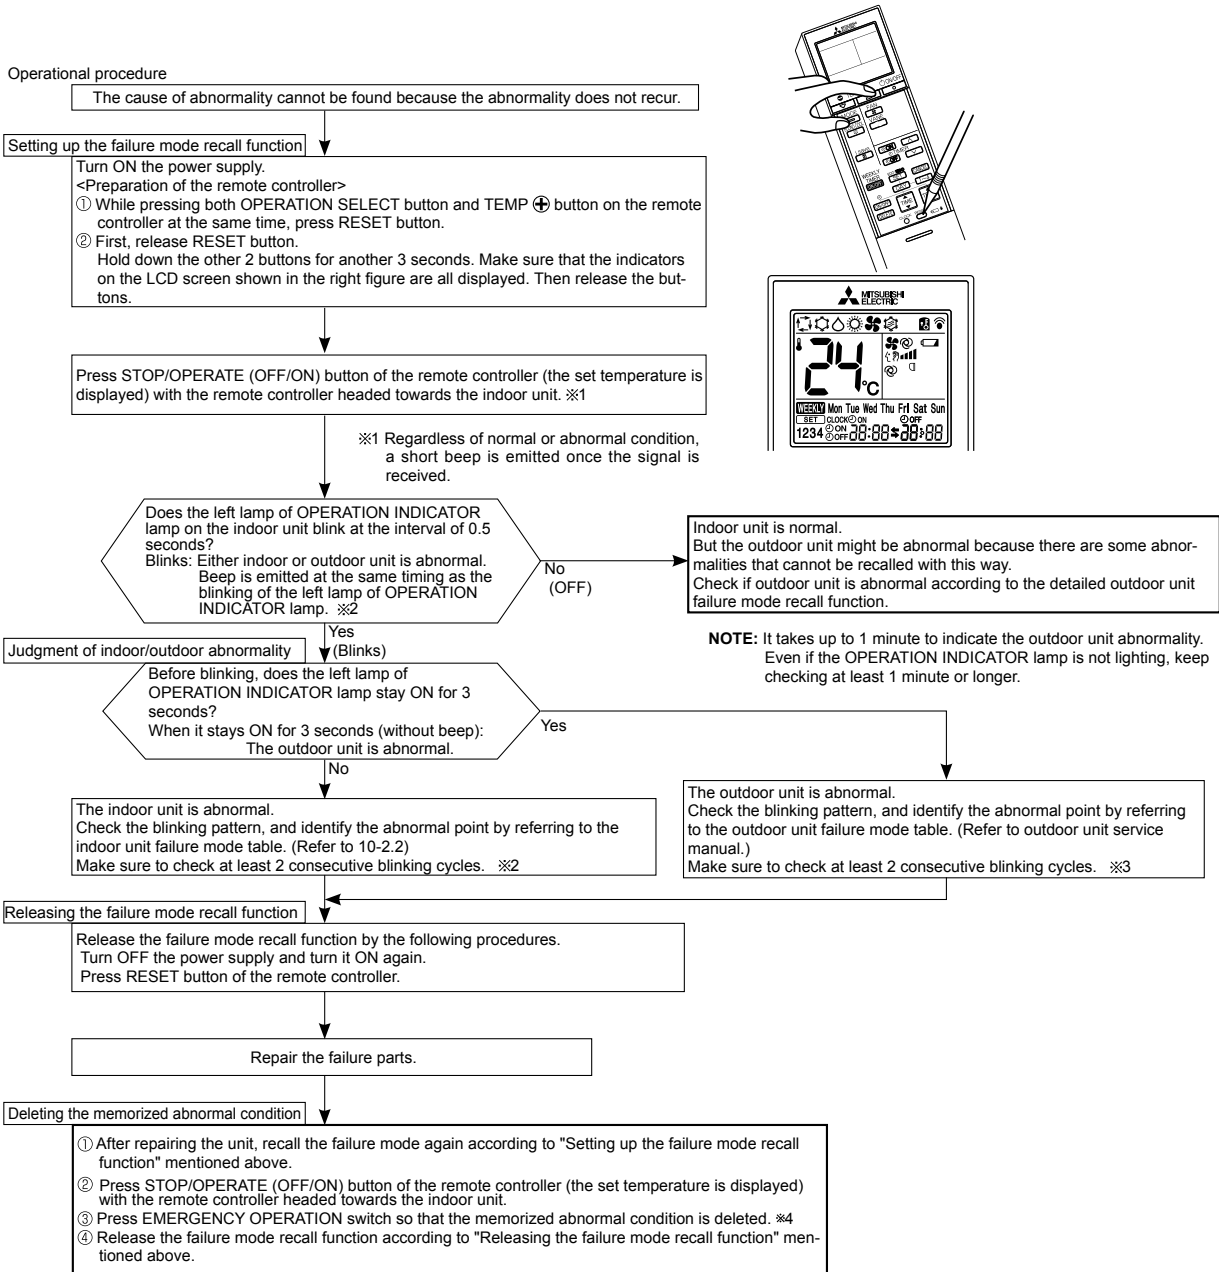 Operational procedure
The cause of abnormality cannot be found because the abnormality does not recur.
Setting up the failure mode recall function
Turn ON the power supply.
<Preparation of the remote controller>
① While pressing both OPERATION SELECT button and TEMP ⊕ button on the remote
controller at the same time, press RESET button.
② First, release RESET button.
Hold down the other 2 buttons for another 3 seconds. Make sure that the indicators
on the LCD screen shown in the right figure are all displayed. Then release the but-
tons.
MITSUBISHI
ELECTRIC
24°C
WEEKLY Mon Tue Wed Thu Fri Sat Sun
SET CLOCK ON OFF
1234 ON OFF 88:88 88:88
Press STOP/OPERATE (OFF/ON) button of the remote controller (the set temperature is
displayed) with the remote controller headed towards the indoor unit. ※1
※1 Regardless of normal or abnormal condition,
a short beep is emitted once the signal is
received.
Does the left lamp of OPERATION INDICATOR
lamp on the indoor unit blink at the interval of 0.5
seconds?
Blinks: Either indoor or outdoor unit is abnormal.
Beep is emitted at the same timing as the
blinking of the left lamp of OPERATION
INDICATOR lamp. ※2
No
(OFF)
Indoor unit is normal.
But the outdoor unit might be abnormal because there are some abnor-
malities that cannot be recalled with this way.
Check if outdoor unit is abnormal according to the detailed outdoor unit
failure mode recall function.
NOTE: It takes up to 1 minute to indicate the outdoor unit abnormality.
Even if the OPERATION INDICATOR lamp is not lighting, keep
checking at least 1 minute or longer.
Yes
(Blinks)
Judgment of indoor/outdoor abnormality
Before blinking, does the left lamp of
OPERATION INDICATOR lamp stay ON for 3
seconds?
When it stays ON for 3 seconds (without beep):
The outdoor unit is abnormal.
Yes
No
The indoor unit is abnormal.
Check the blinking pattern, and identify the abnormal point by referring to the
indoor unit failure mode table. (Refer to 10-2.2)
Make sure to check at least 2 consecutive blinking cycles. ※2
The outdoor unit is abnormal.
Check the blinking pattern, and identify the abnormal point by referring
to the outdoor unit failure mode table. (Refer to outdoor unit service
manual.)
Make sure to check at least 2 consecutive blinking cycles. ※3
Releasing the failure mode recall function
Release the failure mode recall function by the following procedures.
Turn OFF the power supply and turn it ON again.
Press RESET button of the remote controller.
Repair the failure parts.
Deleting the memorized abnormal condition
① After repairing the unit, recall the failure mode again according to "Setting up the failure mode recall
function" mentioned above.
② Press STOP/OPERATE (OFF/ON) button of the remote controller (the set temperature is displayed)
with the remote controller headed towards the indoor unit.
③ Press EMERGENCY OPERATION switch so that the memorized abnormal condition is deleted. ※4
④ Release the failure mode recall function according to "Releasing the failure mode recall function" men-
tioned above.